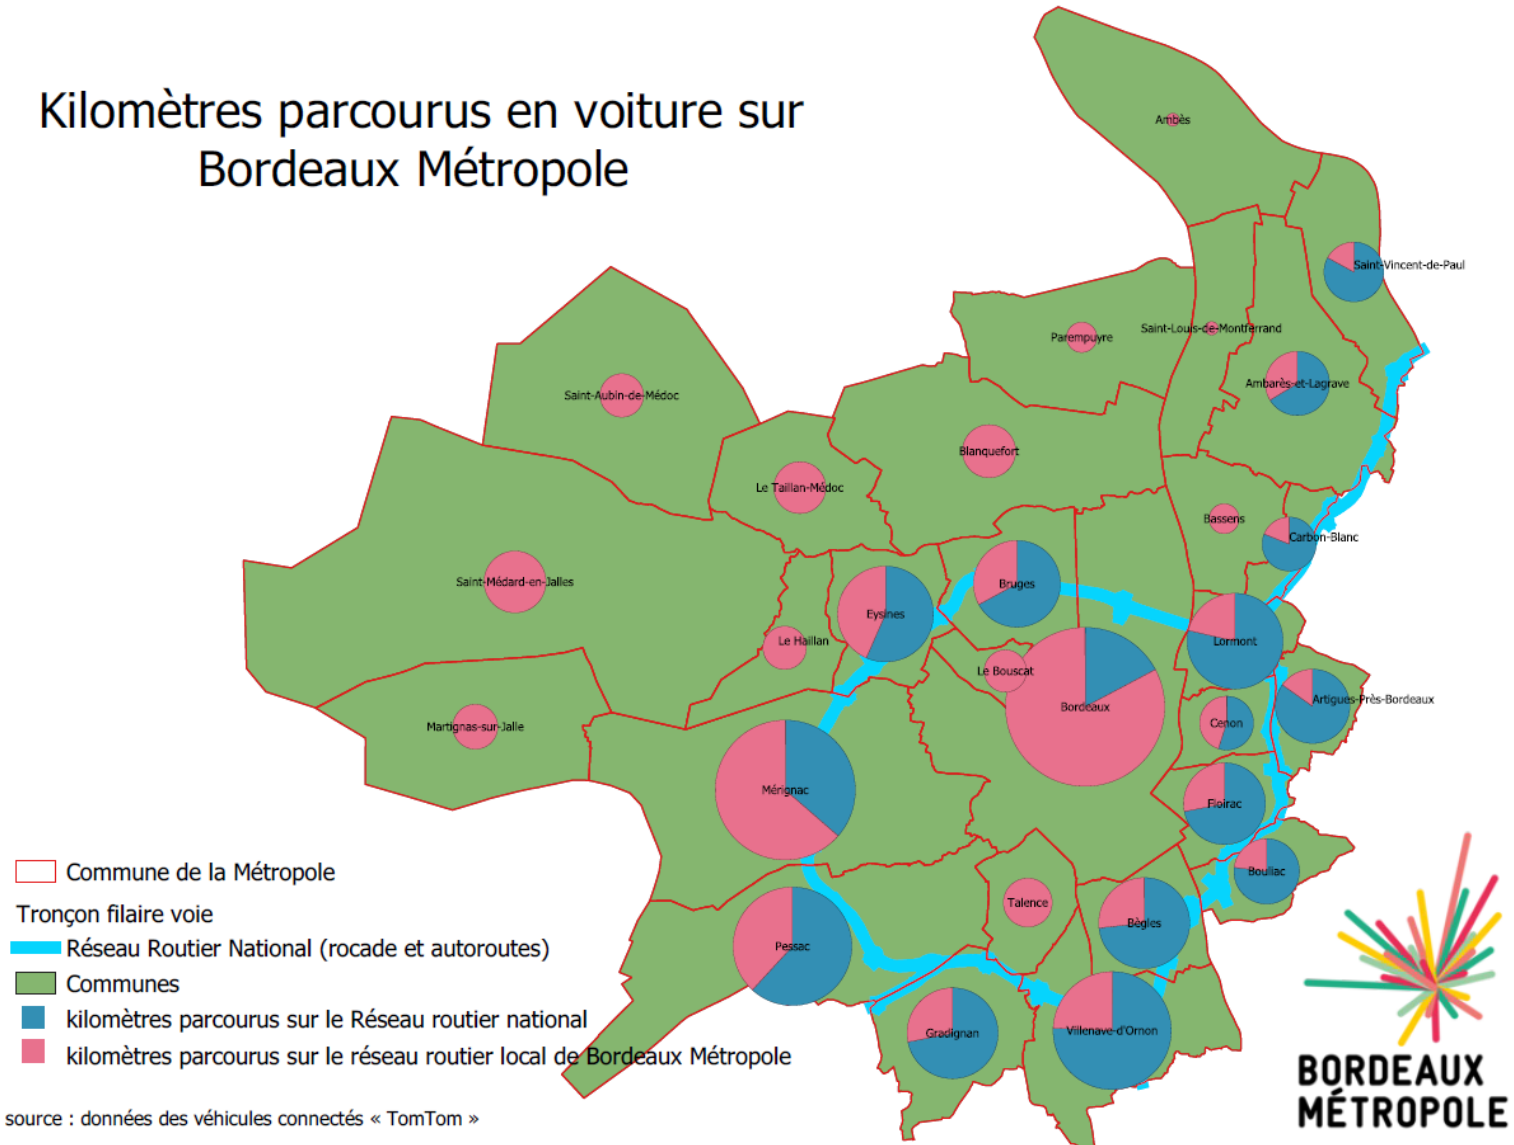 Kilomètres parcourus en voiture sur
Bordeaux Métropole
Ambès
Saint-Vincent-de-Paul
Saint-Louis-de-Montferrand
Parempuyre
Ambarès-et-Lagrave
Saint-Aubin-de-Médoc
Blanquefort
Le Taillan-Médoc
Bassens
Carbon-Blanc
Saint-Médard-en-Jalles
Bruges
Eysines
Le Haillan
Lormont
Le Bouscat
Artigues-Près-Bordeaux
Bordeaux
Cenon
Martignas-sur-Jalle
Mérignac
Floirac
Bouliac
Talence
Bègles
Pessac
Gradignan
Villenave-d'Ornon
Commune de la Métropole
Tronçon filaire voie
Réseau Routier National (rocade et autoroutes)
Communes
kilomètres parcourus sur le Réseau routier national
kilomètres parcourus sur le réseau routier local de Bordeaux Métropole
source : données des véhicules connectés « TomTom »
BORDEAUX
MÉTROPOLE